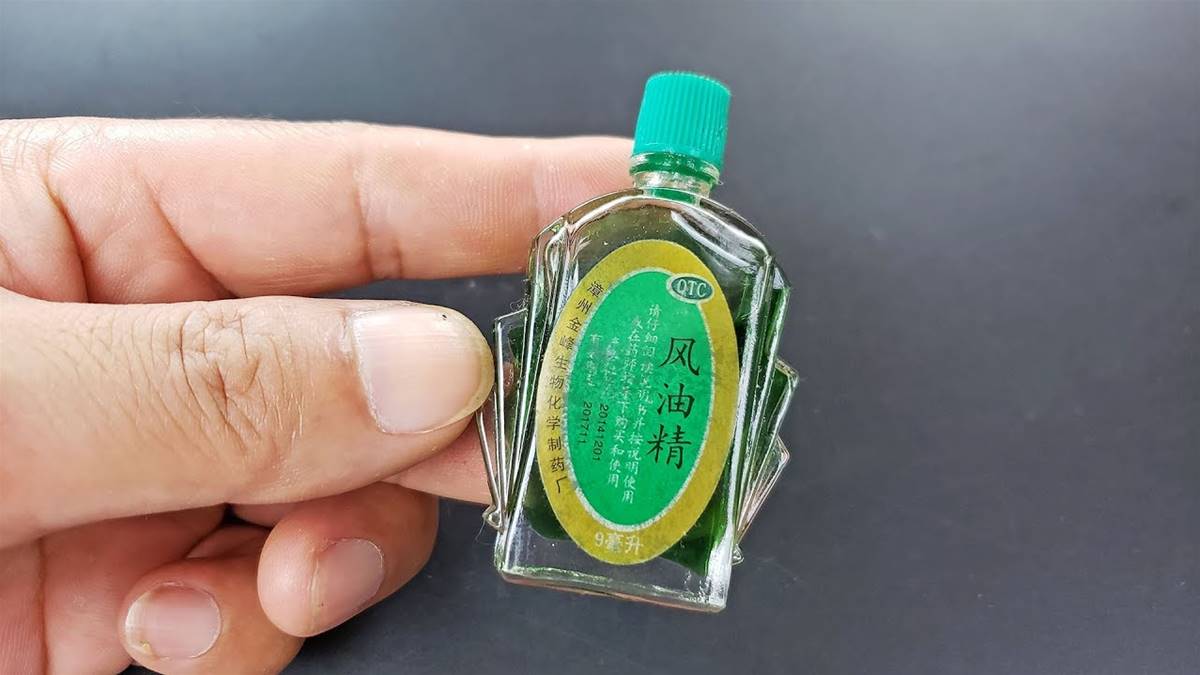 OTC
风油精
请仔细阅读说明书并按说明使用
或在药师指导下购买和使用
20141201
201711
漳州金峰生物化学制药厂
9毫升